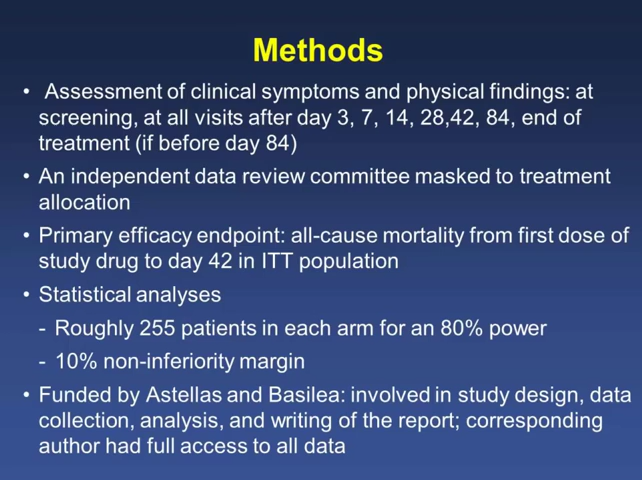 Methods
• Assessment of clinical symptoms and physical findings: at
screening, at all visits after day 3, 7, 14, 28,42, 84, end of
treatment (if before day 84)
• An independent data review committee masked to treatment
allocation
• Primary efficacy endpoint: all-cause mortality from first dose of
study drug to day 42 in ITT population
• Statistical analyses
- Roughly 255 patients in each arm for an 80% power
- 10% non-inferiority margin
• Funded by Astellas and Basilea: involved in study design, data
collection, analysis, and writing of the report; corresponding
author had full access to all data